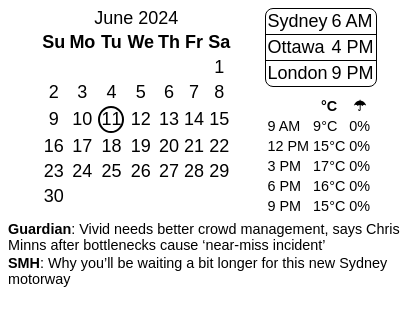 June 2024
Su Mo Tu We Th Fr Sa
1
2 3 4 5 6 7 8
9 10 11 12 13 14 15
16 17 18 19 20 21 22
23 24 25 26 27 28 29
30
Sydney 6 AM
Ottawa 4 PM
London 9 PM
°C ☂
9 AM 9°C 0%
12 PM 15°C 0%
3 PM 17°C 0%
6 PM 16°C 0%
9 PM 15°C 0%
Guardian: Vivid needs better crowd management, says Chris
Minns after bottlenecks cause ‘near-miss incident’
SMH: Why you’ll be waiting a bit longer for this new Sydney
motorway